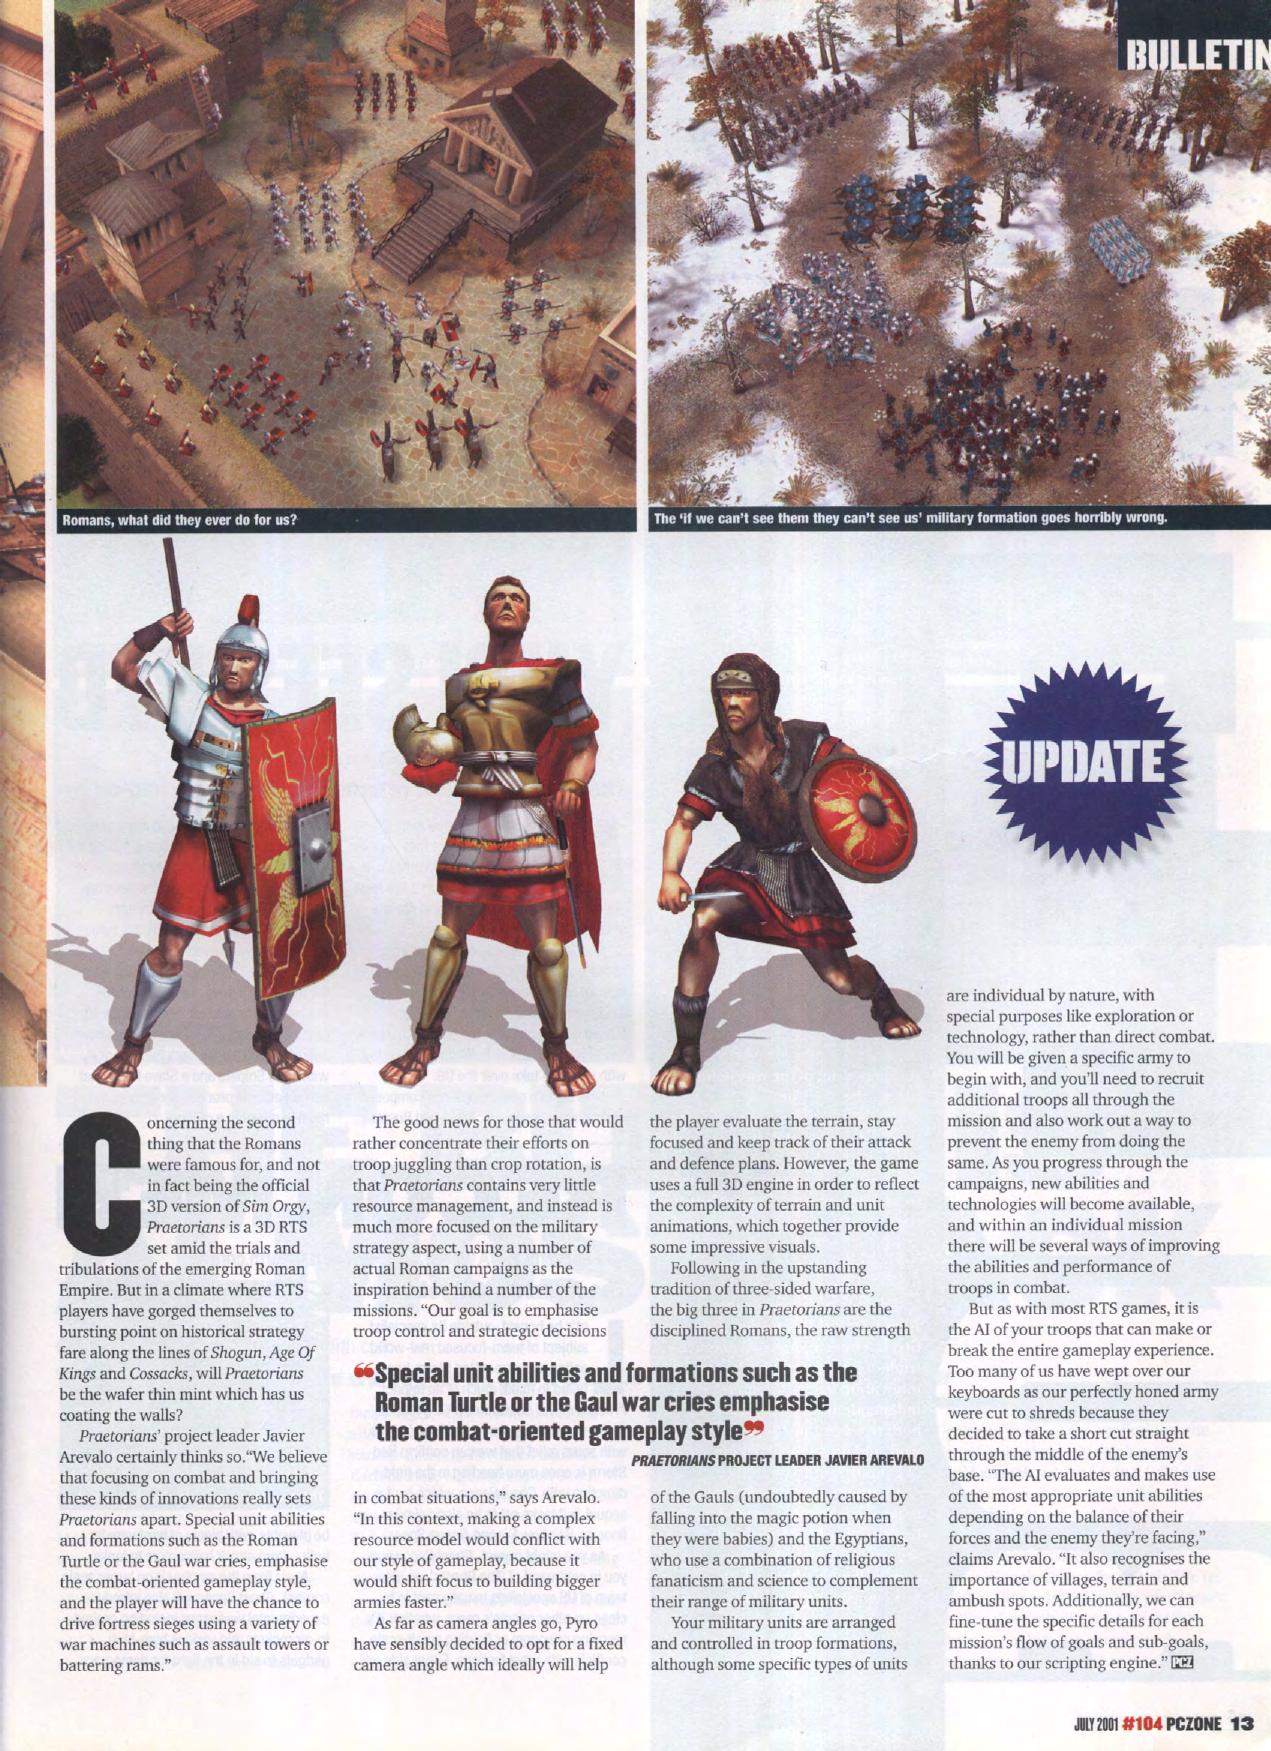 BULLETIN
Romans, what did they ever do for us?
The ‘if we can’t see them they can’t see us’ military formation goes horribly wrong.
UPDATE
Concerning the second
thing that the Romans
were famous for, and not
in fact being the official
3D version of Sim Orgy,
Praetorians is a 3D RTS
set amid the trials and
tribulations of the emerging Roman
Empire. But in a climate where RTS
players have gorged themselves to
bursting point on historical strategy
fare along the lines of Shogun, Age Of
Kings and Cossacks, will Praetorians
be the wafer thin mint which has us
coating the walls?
Praetorians’ project leader Javier
Arevalo certainly thinks so.“We believe
that focusing on combat and bringing
these kinds of innovations really sets
Praetorians apart. Special unit abilities
and formations such as the Roman
Turtle or the Gaul war cries, emphasise
the combat-oriented gameplay style,
and the player will have the chance to
drive fortress sieges using a variety of
war machines such as assault towers or
battering rams.”
The good news for those that would
rather concentrate their efforts on
troop juggling than crop rotation, is
that Praetorians contains very little
resource management, and instead is
much more focused on the military
strategy aspect, using a number of
actual Roman campaigns as the
inspiration behind a number of the
missions. “Our goal is to emphasise
troop control and strategic decisions
in combat situations,” says Arevalo.
“In this context, making a complex
resource model would conflict with
our style of gameplay, because it
would shift focus to building bigger
armies faster.”
As far as camera angles go, Pyro
have sensibly decided to opt for a fixed
camera angle which ideally will help
the player evaluate the terrain, stay
focused and keep track of their attack
and defence plans. However, the game
uses a full 3D engine in order to reflect
the complexity of terrain and unit
animations, which together provide
some impressive visuals.
Following in the upstanding
tradition of three-sided warfare,
the big three in Praetorians are the
disciplined Romans, the raw strength
of the Gauls (undoubtedly caused by
falling into the magic potion when
they were babies) and the Egyptians,
who use a combination of religious
fanaticism and science to complement
their range of military units.
Your military units are arranged
and controlled in troop formations,
although some specific types of units
“Special unit abilities and formations such as the
Roman Turtle or the Gaul war cries emphasise
the combat-oriented gameplay style”
PRAETORIANS PROJECT LEADER JAVIER AREVALO
are individual by nature, with
special purposes like exploration or
technology, rather than direct combat.
You will be given a specific army to
begin with, and you’ll need to recruit
additional troops all through the
mission and also work out a way to
prevent the enemy from doing the
same. As you progress through the
campaigns, new abilities and
technologies will become available,
and within an individual mission
there will be several ways of improving
the abilities and performance of
troops in combat.
But as with most RTS games, it is
the AI of your troops that can make or
break the entire gameplay experience.
Too many of us have wept over our
keyboards as our perfectly honed army
were cut to shreds because they
decided to take a short cut straight
through the middle of the enemy’s
base. “The AI evaluates and makes use
of the most appropriate unit abilities
depending on the balance of their
forces and the enemy they’re facing,”
claims Arevalo. “It also recognises the
importance of villages, terrain and
ambush spots. Additionally, we can
fine-tune the specific details for each
mission’s flow of goals and sub-goals,
thanks to our scripting engine.” PCZ
JULY 2001 #104 PCZONE 13